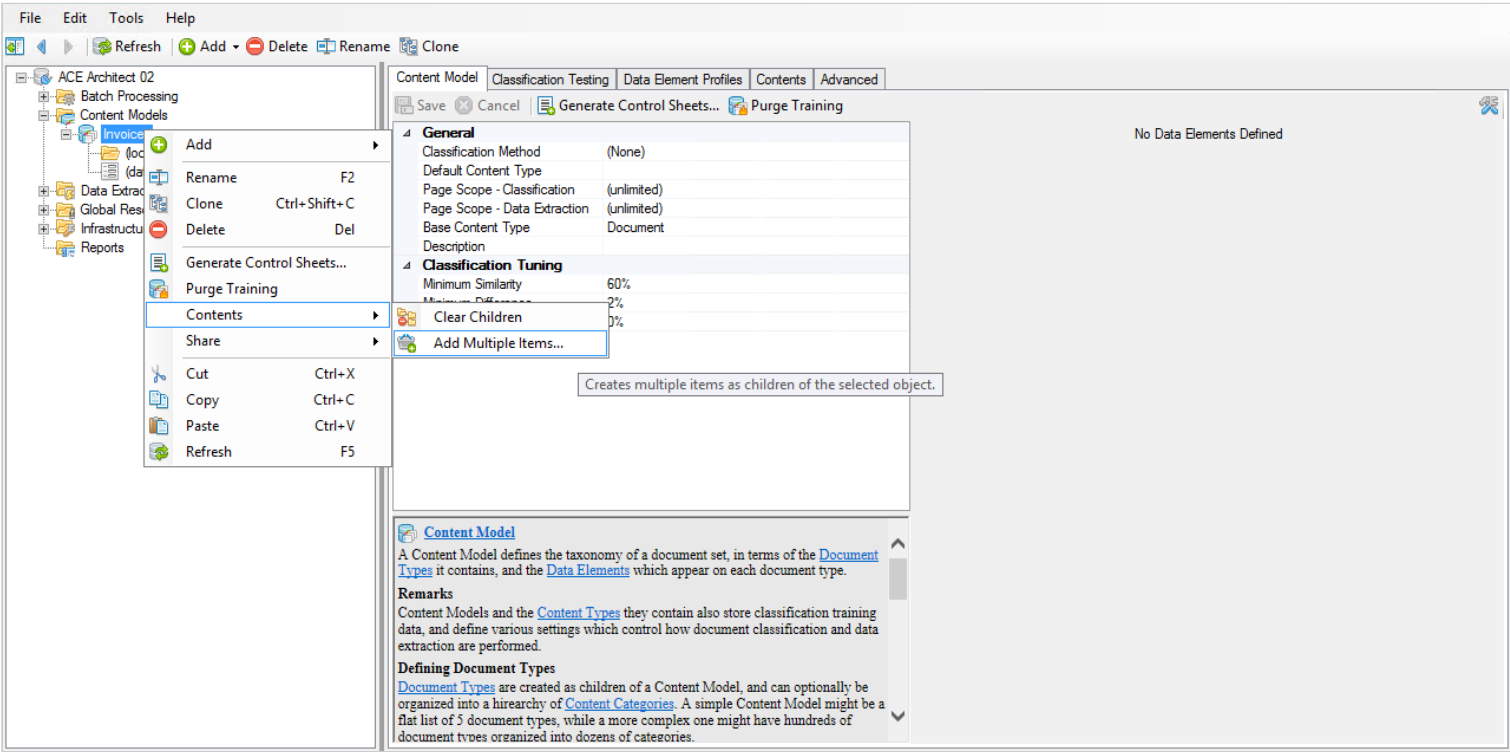 File Edit Tools Help
Refresh Add Delete Rename Clone
ACE Architect 02
Batch Processing
Content Models
Invoice
(loc
(da
Data Extrac
Global Res
Infrastructu
Reports
Add
Rename F2
Clone Ctrl+Shift+C
Delete Del
Generate Control Sheets...
Purge Training
Contents
Share
Cut Ctrl+X
Copy Ctrl+C
Paste Ctrl+V
Refresh F5
Clear Children
Add Multiple Items...
Creates multiple items as children of the selected object.
Content Model Classification Testing Data Element Profiles Contents Advanced
Save Cancel Generate Control Sheets... Purge Training
General
Classification Method (None)
Default Content Type
Page Scope - Classification (unlimited)
Page Scope - Data Extraction (unlimited)
Base Content Type Document
Description
Classification Tuning
Minimum Similarity 60%
Minimum Difference 2%
0%
No Data Elements Defined
Content Model
A Content Model defines the taxonomy of a document set, in terms of the Document
Types it contains, and the Data Elements which appear on each document type.
Remarks
Content Models and the Content Types they contain also store classification training
data, and define various settings which control how document classification and data
extraction are performed.
Defining Document Types
Document Types are created as children of a Content Model, and can optionally be
organized into a hirearchy of Content Categories. A simple Content Model might be a
flat list of 5 document types, while a more complex one might have hundreds of
document types organized into dozens of categories.